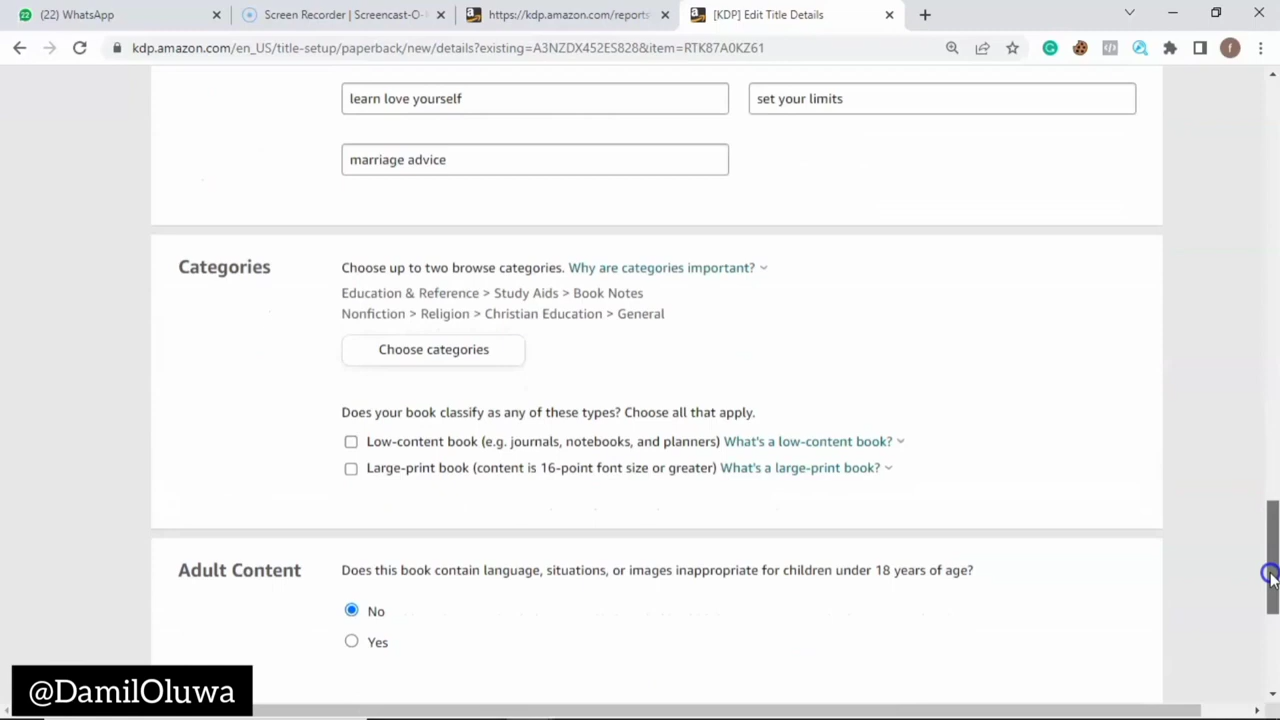 (22) WhatsApp
Screen Recorder | Screencast-O-
https://kdp.amazon.com/reports
[KDP] Edit Title Details
kdp.amazon.com/en_US/title-setup/paperback/new/details?existing=A3NZDX452ES828&item=RTK87A0KZ61
learn love yourself
set your limits
marriage advice
Categories
Choose up to two browse categories. Why are categories important?
Education & Reference > Study Aids > Book Notes
Nonfiction > Religion > Christian Education > General
Choose categories
Does your book classify as any of these types? Choose all that apply.
Low-content book (e.g. journals, notebooks, and planners) What's a low-content book?
Large-print book (content is 16-point font size or greater) What's a large-print book?
Adult Content
Does this book contain language, situations, or images inappropriate for children under 18 years of age?
No
Yes
@DamilOluwa